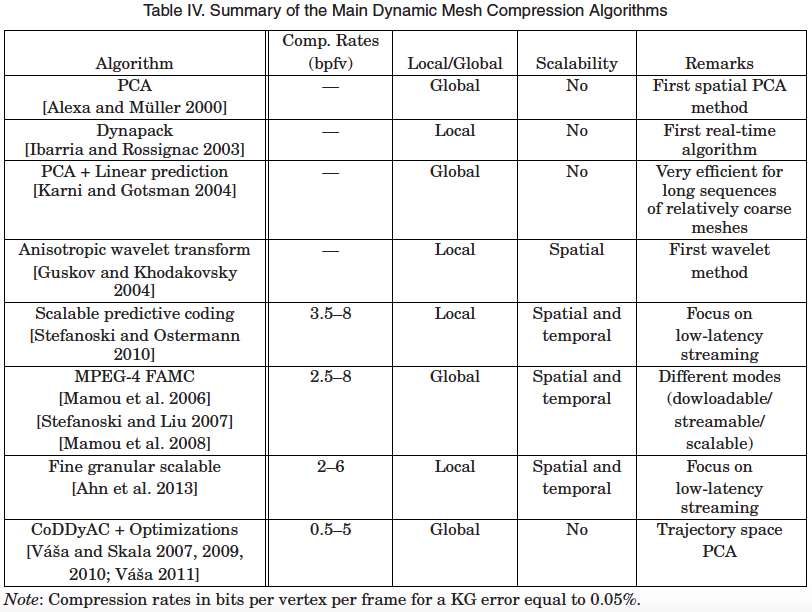 Table IV. Summary of the Main Dynamic Mesh Compression Algorithms
Comp. Rates
Algorithm (bpfv) Local/Global Scalability Remarks
PCA — Global No First spatial PCA
[Alexa and Müller 2000] method
Dynapack — Local No First real-time
[Ibarria and Rossignac 2003] algorithm
PCA + Linear prediction — Global No Very efficient for
[Karni and Gotsman 2004] long sequences
of relatively coarse
meshes
Anisotropic wavelet transform — Local Spatial First wavelet
[Guskov and Khodakovsky method
2004]
Scalable predictive coding 3.5–8 Local Spatial and Focus on
[Stefanoski and Ostermann temporal low-latency
2010] streaming
MPEG-4 FAMC 2.5–8 Global Spatial and Different modes
[Mamou et al. 2006] temporal (dowloadable/
[Stefanoski and Liu 2007] streamable/
[Mamou et al. 2008] scalable)
Fine granular scalable 2–6 Local Spatial and Focus on
[Ahn et al. 2013] temporal low-latency
streaming
CoDDyAC + Optimizations 0.5–5 Global No Trajectory space
[Váša and Skala 2007, 2009, PCA
2010; Váša 2011]
Note: Compression rates in bits per vertex per frame for a KG error equal to 0.05%.